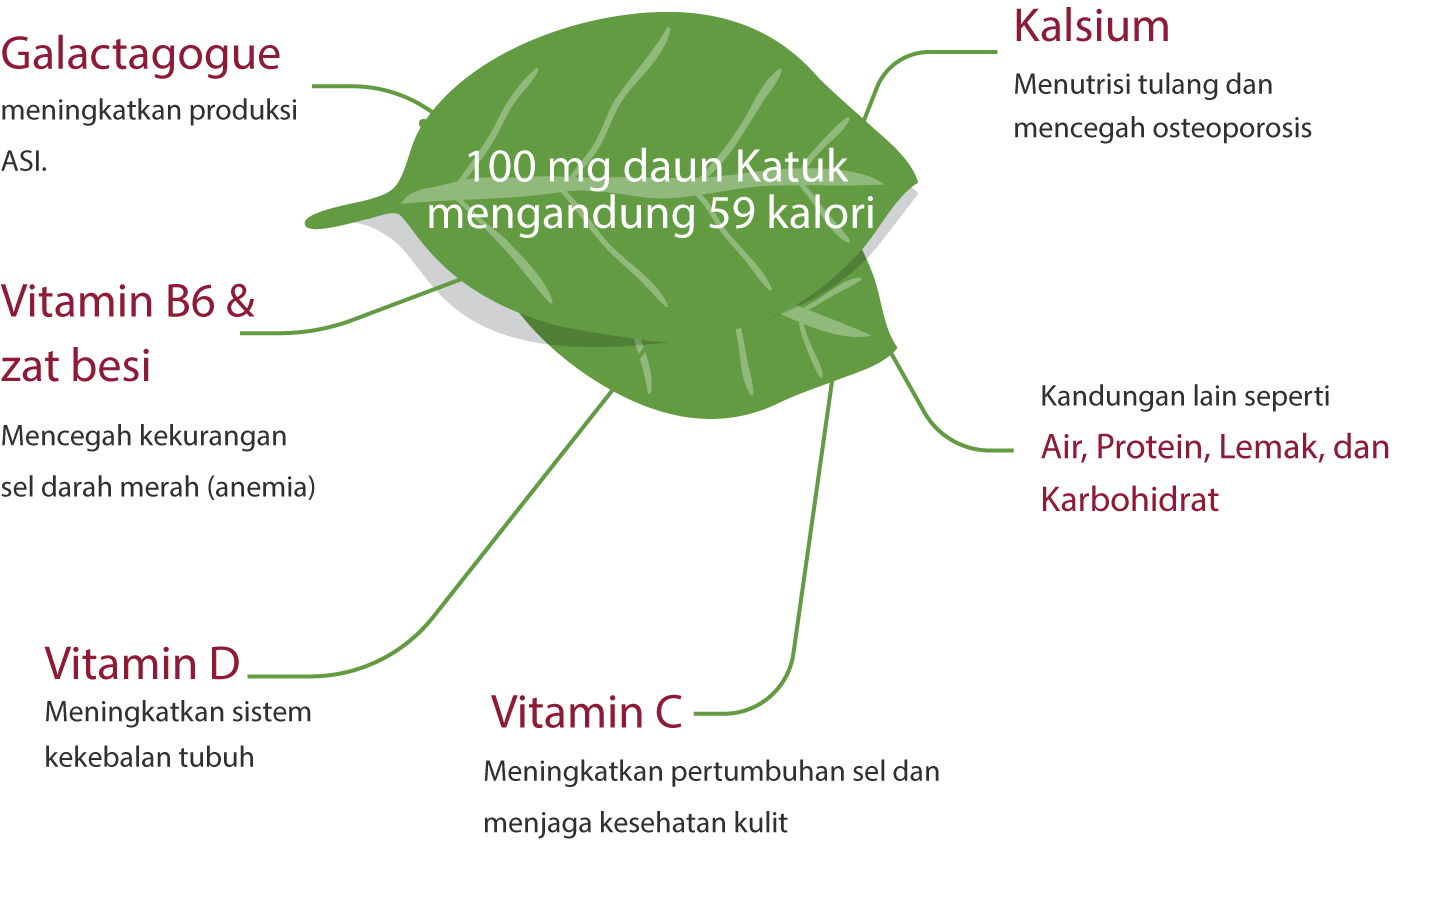 Galactagogue
meningkatkan produksi
ASI.
Kalsium
Menutrisi tulang dan
mencegah osteoporosis
100 mg daun Katuk
mengandung 59 kalori
Vitamin B6 &
zat besi
Mencegah kekurangan
sel darah merah (anemia)
Kandungan lain seperti
Air, Protein, Lemak, dan
Karbohidrat
Vitamin D
Meningkatkan sistem
kekebalan tubuh
Vitamin C
Meningkatkan pertumbuhan sel dan
menjaga kesehatan kulit